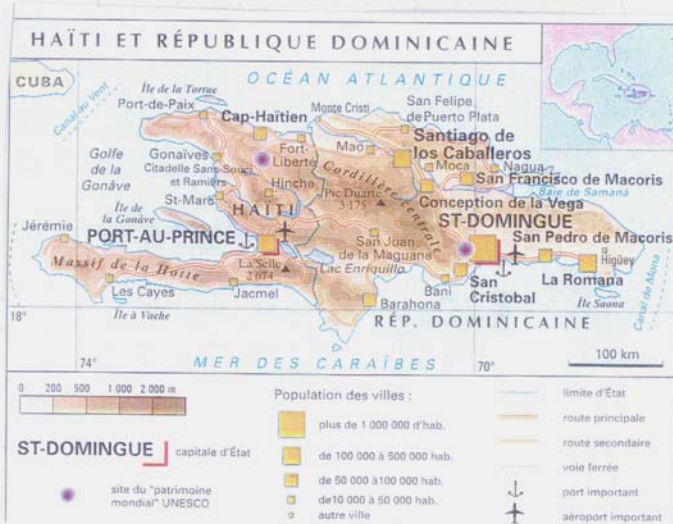 HAÏTI ET RÉPUBLIQUE DOMINICAINE
CUBA
OCÉAN ATLANTIQUE
Canal au Vent
Île de la Tortue
Port-de-Paix
Cap-Haïtien
Monte Cristi
San Felipe
de Puerto Plata
Golfe
de la
Gonâve
Gonaïves
Citadelle Sans-Souci
et Ramiers
Fort-
Liberté
Mao
Santiago de
los Caballeros
Moca
Nagua
San Francisco de Macoris
Baie de Samaná
St-Marc
Hinche
HAÏTI
Cordillère centrale
Pic Duarte
3 175
Conception de la Vega
ST-DOMINGUE
Île de
la Gonâve
Jérémie
PORT-AU-PRINCE
San Juan
de la Maguana
Lac Enriquillo
San Pedro de Macoris
Higüey
Massif de la Hotte
La Selle
2 674
Les Cayes
Jacmel
Île à Vache
Barahona
Bani
San
Cristobal
La Romana
Île Saona
Canal de Mona
18°
RÉP. DOMINICAINE
74°
MER DES CARAÏBES
70°
100 km
0 200 500 1 000 2 000 m
ST-DOMINGUE
capitale d'État
site du "patrimoine
mondial" UNESCO
Population des villes :
plus de 1 000 000 d'hab.
de 100 000 à 500 000 hab.
de 50 000 à100 000 hab.
de10 000 à 50 000 hab.
autre ville
limite d'État
route principale
route secondaire
voie ferrée
port important
aéroport important